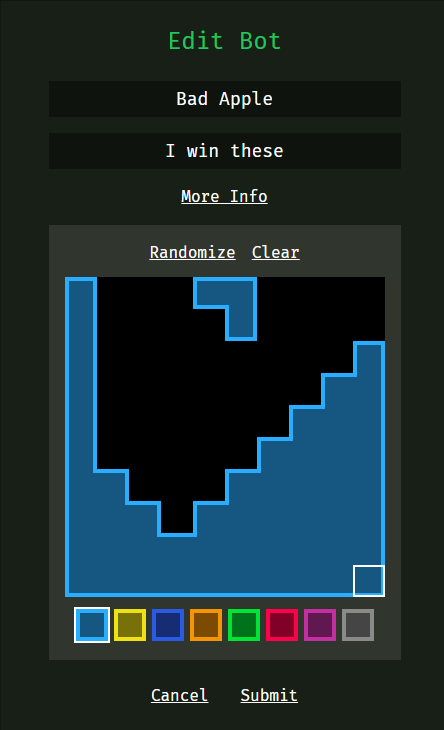 Edit Bot
Bad Apple
I win these
More Info
Randomize Clear
Cancel Submit